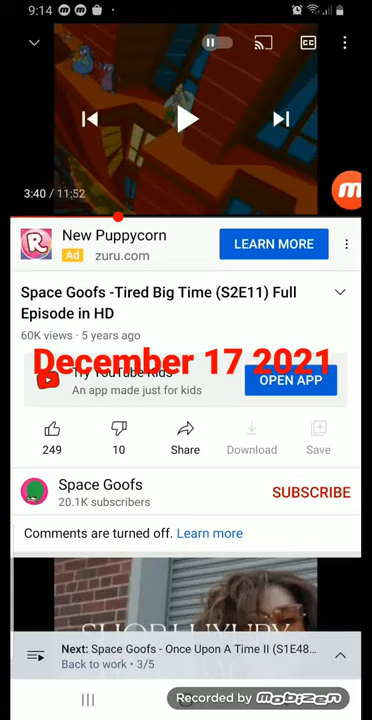 9:14
CC
3:40 / 11:52
New Puppycorn
Ad zuru.com
LEARN MORE
Space Goofs -Tired Big Time (S2E11) Full
Episode in HD
60K views · 5 years ago
December 17 2021
Try YouTube Kids
An app made just for kids
OPEN APP
249
10
Share
Download
Save
Space Goofs
20.1K subscribers
SUBSCRIBE
Comments are turned off. Learn more
SHOP LUXURY
Next: Space Goofs - Once Upon A Time II (S1E48...
Back to work • 3/5
Recorded by mobizen